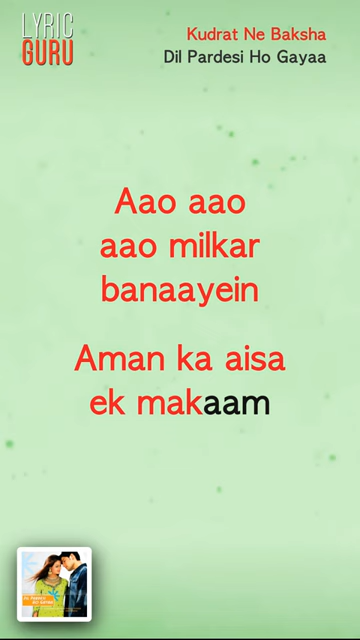 LYRIC
GURU
Kudrat Ne Baksha
Dil Pardesi Ho Gayaa
Aao aao
aao milkar
banaayein
Aman ka aisa
ek makaam